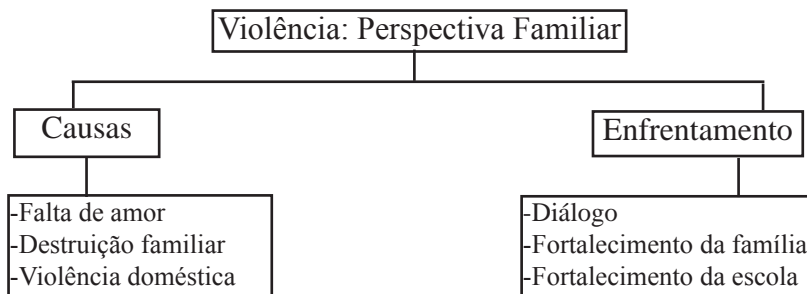 Violência: Perspectiva Familiar
Causas
Enfrentamento
-Falta de amor
-Destruição familiar
-Violência doméstica
-Diálogo
-Fortalecimento da família
-Fortalecimento da escola